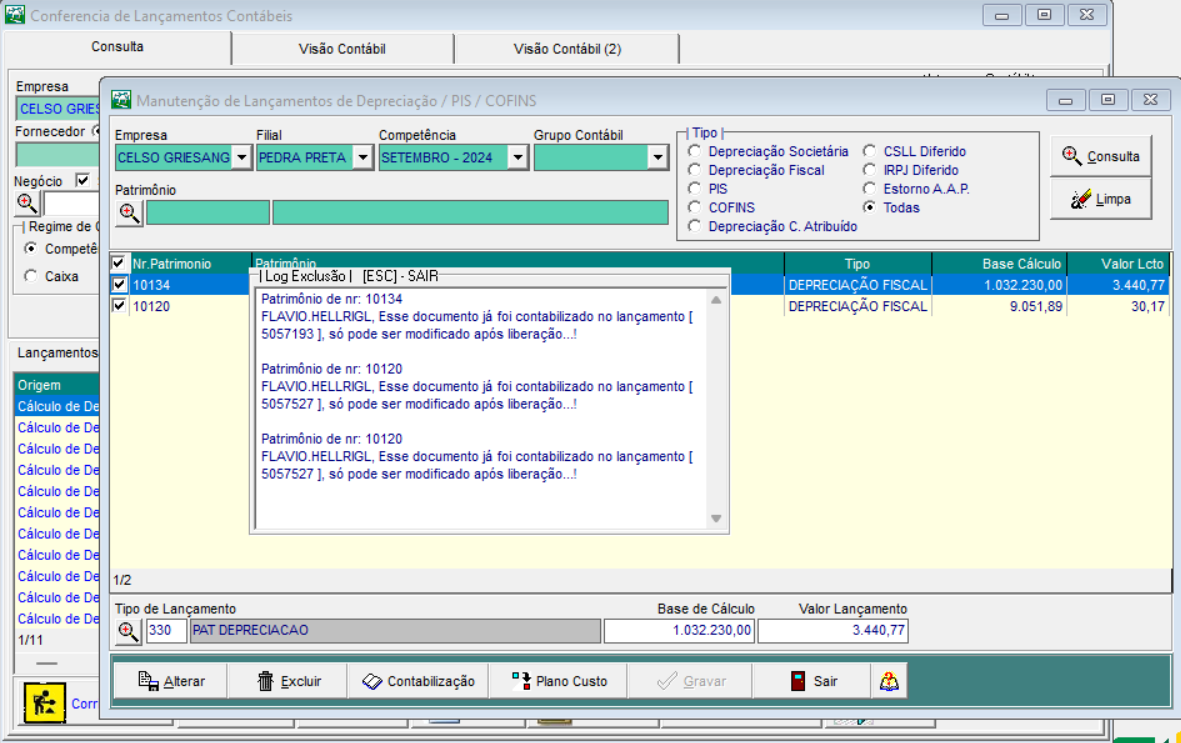 Conferencia de Lançamentos Contábeis
Consulta
Visão Contábil
Visão Contábil (2)
Empresa
CELSO GRIES
Fornecedor
Negócio
Regime de
Competê
Caixa
Lançamentos
Origem
Cálculo de De
Cálculo de De
Cálculo de De
Cálculo de De
Cálculo de De
Cálculo de De
Cálculo de De
Cálculo de De
Cálculo de De
Cálculo de De
Cálculo de De
1/11
Corr
Manutenção de Lançamentos de Depreciação / PIS / COFINS
Empresa Filial Competência Grupo Contábil
CELSO GRIESANG PEDRA PRETA SETEMBRO - 2024
Patrimônio
Tipo
Depreciação Societária CSLL Diferido
Depreciação Fiscal IRPJ Diferido
PIS Estorno A.A.P.
COFINS Todas
Depreciação C. Atribuído
Consulta
Limpa
Nr.Patrimonio Patrimônio Tipo Base Cálculo Valor Lcto
10134 DEPRECIAÇÃO FISCAL 1.032.230,00 3.440,77
10120 DEPRECIAÇÃO FISCAL 9.051,89 30,17
| Log Exclusão | [ESC] - SAIR
Patrimônio de nr: 10134
FLAVIO.HELLRIGL, Esse documento já foi contabilizado no lançamento [
5057193 ], só pode ser modificado após liberação...!
Patrimônio de nr: 10120
FLAVIO.HELLRIGL, Esse documento já foi contabilizado no lançamento [
5057527 ], só pode ser modificado após liberação...!
Patrimônio de nr: 10120
FLAVIO.HELLRIGL, Esse documento já foi contabilizado no lançamento [
5057527 ], só pode ser modificado após liberação...!
1/2
Tipo de Lançamento Base de Cálculo Valor Lançamento
330 PAT DEPRECIACAO 1.032.230,00 3.440,77
Alterar Excluir Contabilização Plano Custo Gravar Sair